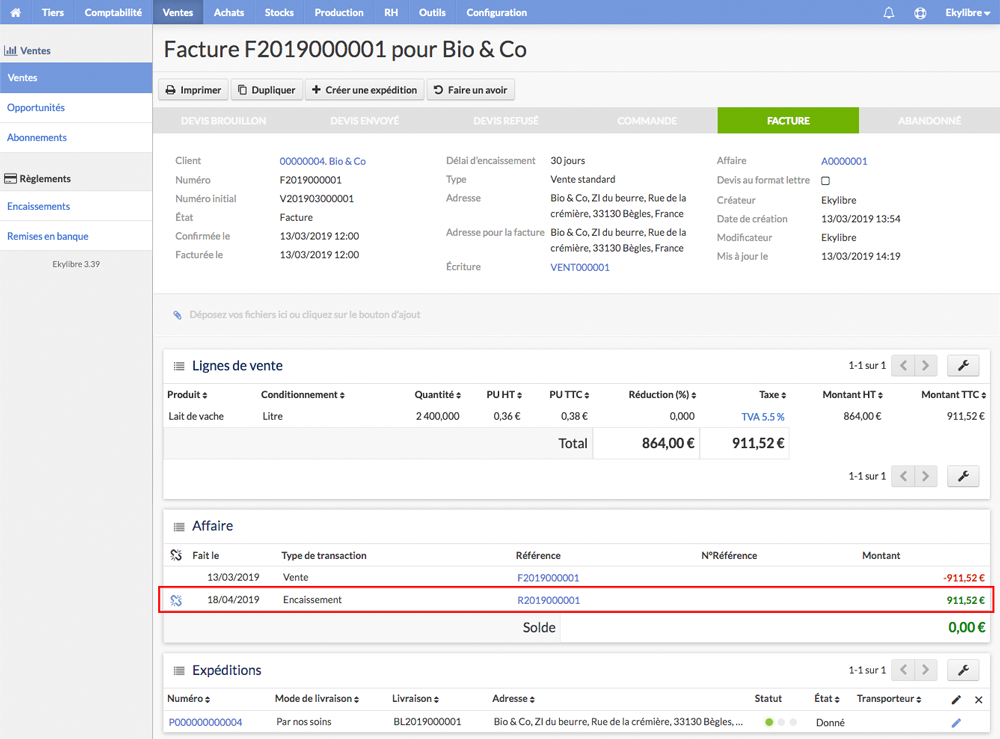 Tiers Comptabilité Ventes Achats Stocks Production RH Outils Configuration Ekylibre
Ventes
Ventes
Opportunités
Abonnements
Règlements
Encaissements
Remises en banque
Ekylibre 3.39
Facture F2019000001 pour Bio & Co
Imprimer Dupliquer Créer une expédition Faire un avoir
DEVIS BROUILLON DEVIS ENVOYÉ DEVIS REFUSÉ COMMANDE FACTURE ABANDONNÉ
Client 00000004. Bio & Co
Numéro F2019000001
Numéro initial V201903000001
État Facture
Confirmée le 13/03/2019 12:00
Facturée le 13/03/2019 12:00
Délai d'encaissement 30 jours
Type Vente standard
Adresse Bio & Co, ZI du beurre, Rue de la
crémière, 33130 Bègles, France
Adresse pour la facture Bio & Co, ZI du beurre, Rue de la
crémière, 33130 Bègles, France
Écriture VENT000001
Affaire A0000001
Devis au format lettre
Créateur Ekylibre
Date de création 13/03/2019 13:54
Modificateur Ekylibre
Mis à jour le 13/03/2019 14:19
Déposez vos fichiers ici ou cliquez sur le bouton d'ajout
Lignes de vente 1-1 sur 1
Produit Conditionnement Quantité PU HT PU TTC Réduction (%) Taxe Montant HT Montant TTC
Lait de vache Litre 2 400,000 0,36 € 0,38 € 0,000 TVA 5.5 % 864,00 € 911,52 €
Total 864,00 € 911,52 €
1-1 sur 1
Affaire
Fait le Type de transaction Référence N°Référence Montant
13/03/2019 Vente F2019000001 -911,52 €
18/04/2019 Encaissement R2019000001 911,52 €
Solde 0,00 €
Expéditions 1-1 sur 1
Numéro Mode de livraison Livraison Adresse Statut État Transporteur
P000000000004 Par nos soins BL2019000001 Bio & Co, ZI du beurre, Rue de la crémière, 33130 Bègles, ... Donné